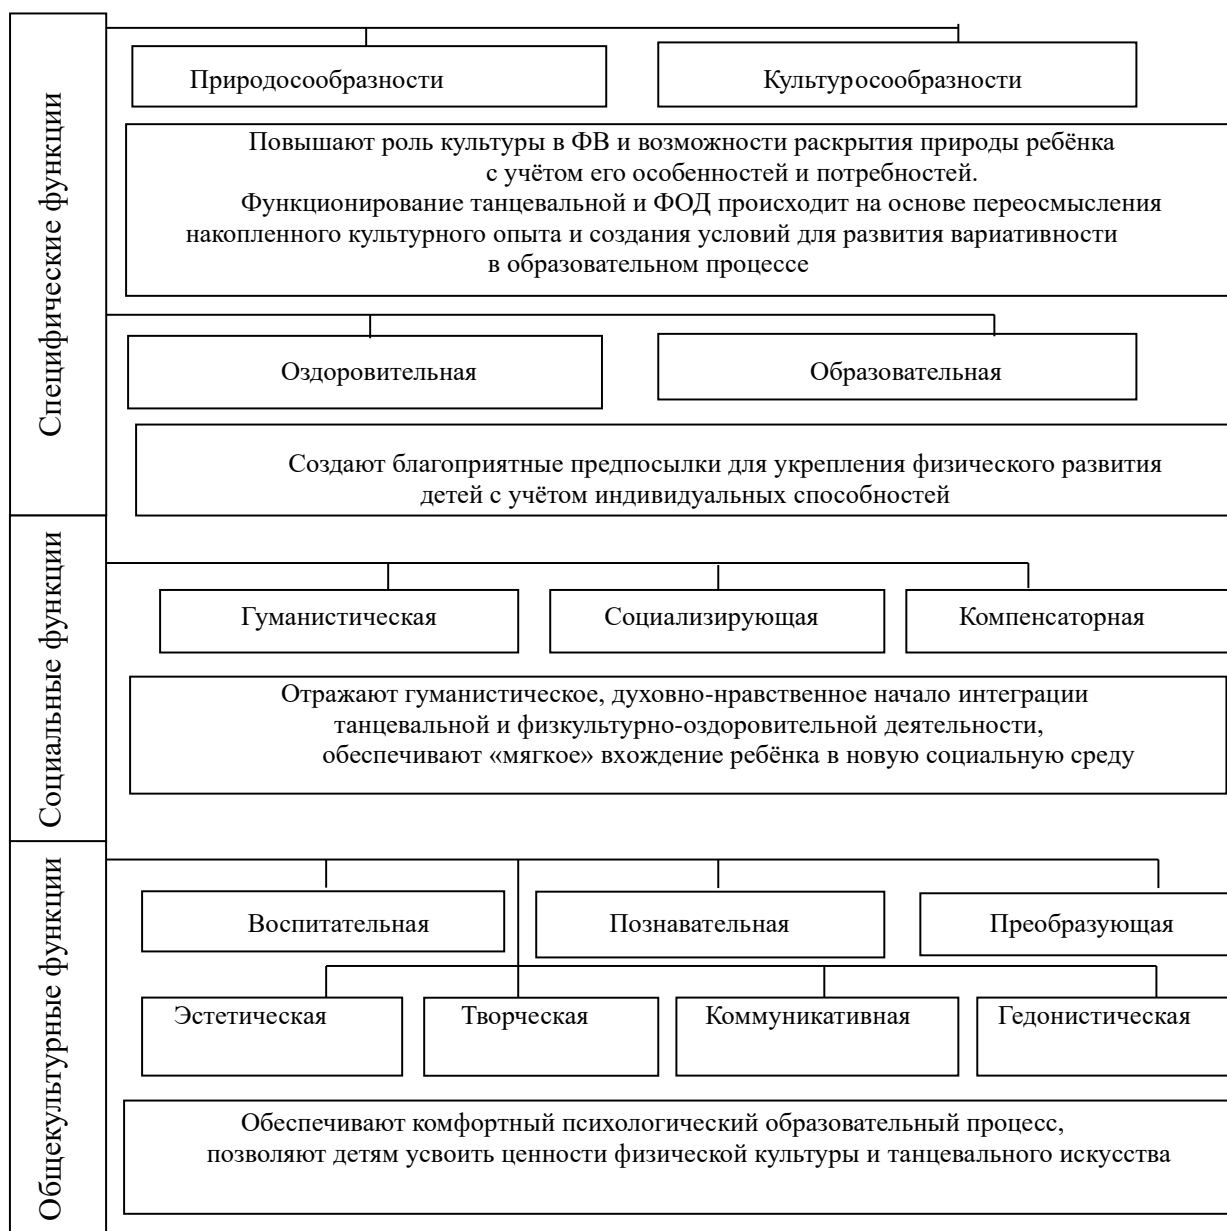 Специфические функции
Природосообразности
Культуросообразности
Повышают роль культуры в ФВ и возможности раскрытия природы ребёнка
с учётом его особенностей и потребностей.
Функционирование танцевальной и ФОД происходит на основе переосмысления
накопленного культурного опыта и создания условий для развития вариативности
в образовательном процессе
Оздоровительная
Образовательная
Создают благоприятные предпосылки для укрепления физического развития
детей с учётом индивидуальных способностей
Социальные функции
Гуманистическая
Социализирующая
Компенсаторная
Отражают гуманистическое, духовно-нравственное начало интеграции
танцевальной и физкультурно-оздоровительной деятельности,
обеспечивают «мягкое» вхождение ребёнка в новую социальную среду
Общекультурные функции
Воспитательная
Познавательная
Преобразующая
Эстетическая
Творческая
Коммуникативная
Гедонистическая
Обеспечивают комфортный психологический образовательный процесс,
позволяют детям усвоить ценности физической культуры и танцевального искусства